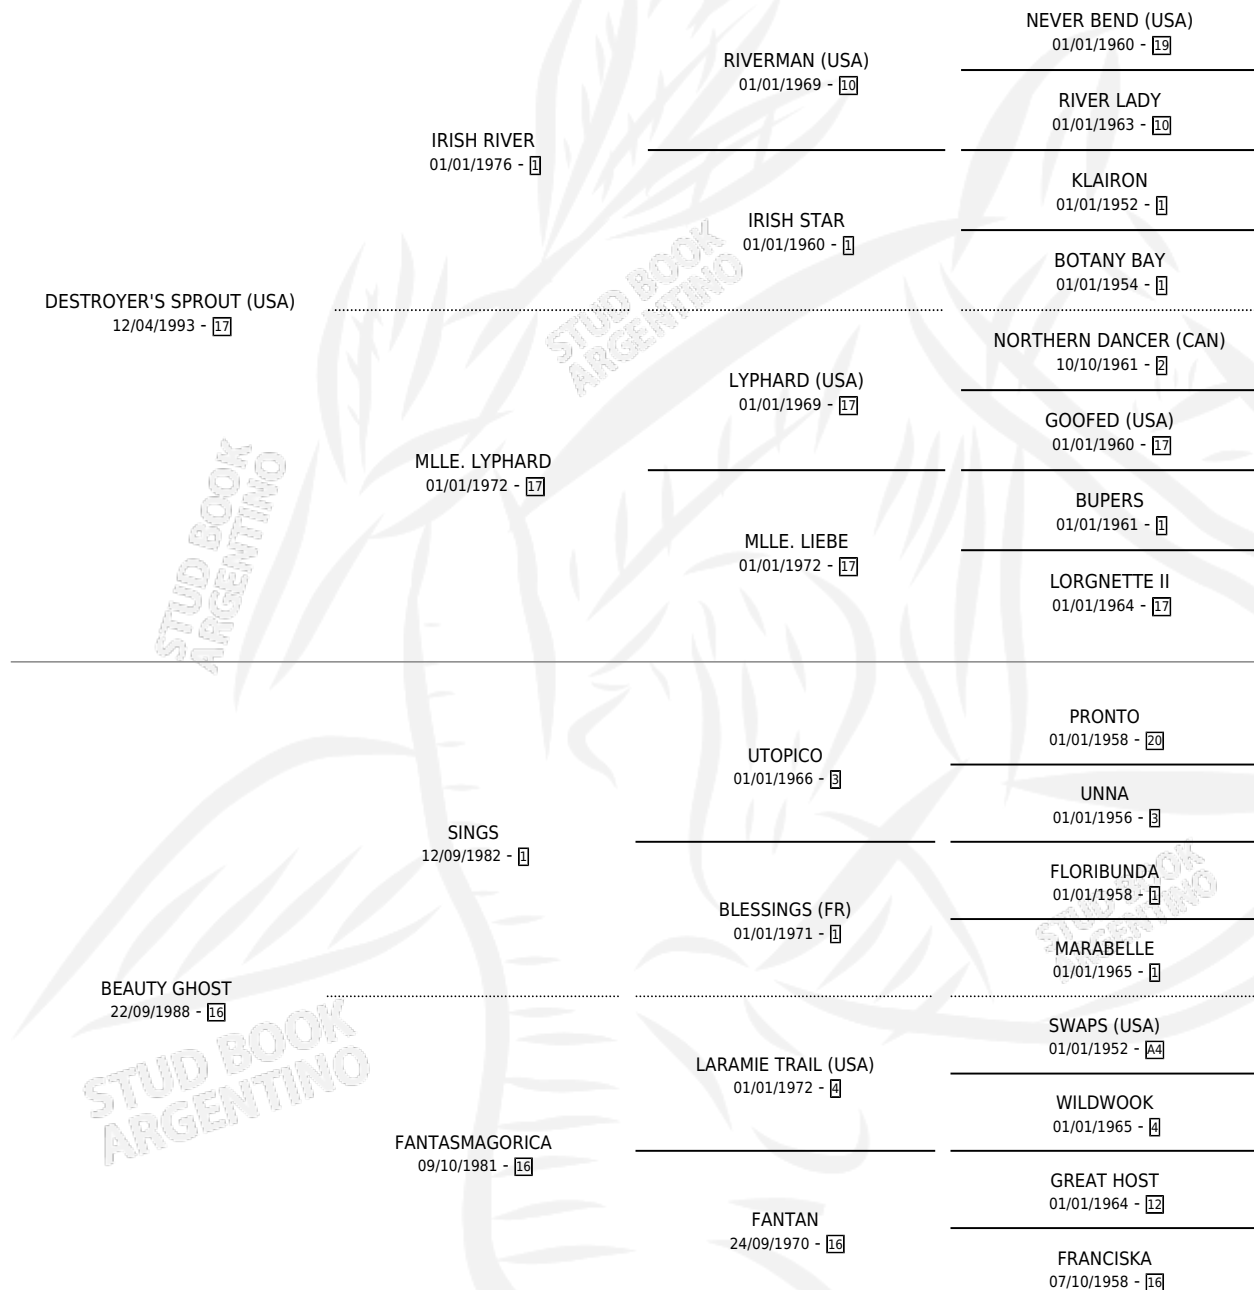 NEVER BEND (USA)
01/01/1960 - 19
RIVERMAN (USA)
01/01/1969 - 10
RIVER LADY
01/01/1963 - 10
IRISH RIVER
01/01/1976 - 1
KLAIRON
01/01/1952 - 1
IRISH STAR
01/01/1960 - 1
BOTANY BAY
01/01/1954 - 1
DESTROYER'S SPROUT (USA)
12/04/1993 - 17
NORTHERN DANCER (CAN)
10/10/1961 - 2
LYPHARD (USA)
01/01/1969 - 17
GOOFED (USA)
01/01/1960 - 17
MLLE. LYPHARD
01/01/1972 - 17
BUPERS
01/01/1961 - 1
MLLE. LIEBE
01/01/1972 - 17
LORGNETTE II
01/01/1964 - 17
PRONTO
01/01/1958 - 20
UTOPICO
01/01/1966 - 3
UNNA
01/01/1956 - 3
SINGS
12/09/1982 - 1
FLORIBUNDA
01/01/1958 - 1
BLESSINGS (FR)
01/01/1971 - 1
MARABELLE
01/01/1965 - 1
BEAUTY GHOST
22/09/1988 - 16
SWAPS (USA)
01/01/1952 - A4
LARAMIE TRAIL (USA)
01/01/1972 - 4
WILDWOOK
01/01/1965 - 4
FANTASMAGORICA
09/10/1981 - 16
GREAT HOST
01/01/1964 - 12
FANTAN
24/09/1970 - 16
FRANCISKA
07/10/1958 - 16
STUD BOOK
ARGENTINO
STUD BOOK
ARGENTINO
STUD BOOK
ARGENTINO
STUD BOOK
ARGENTINO